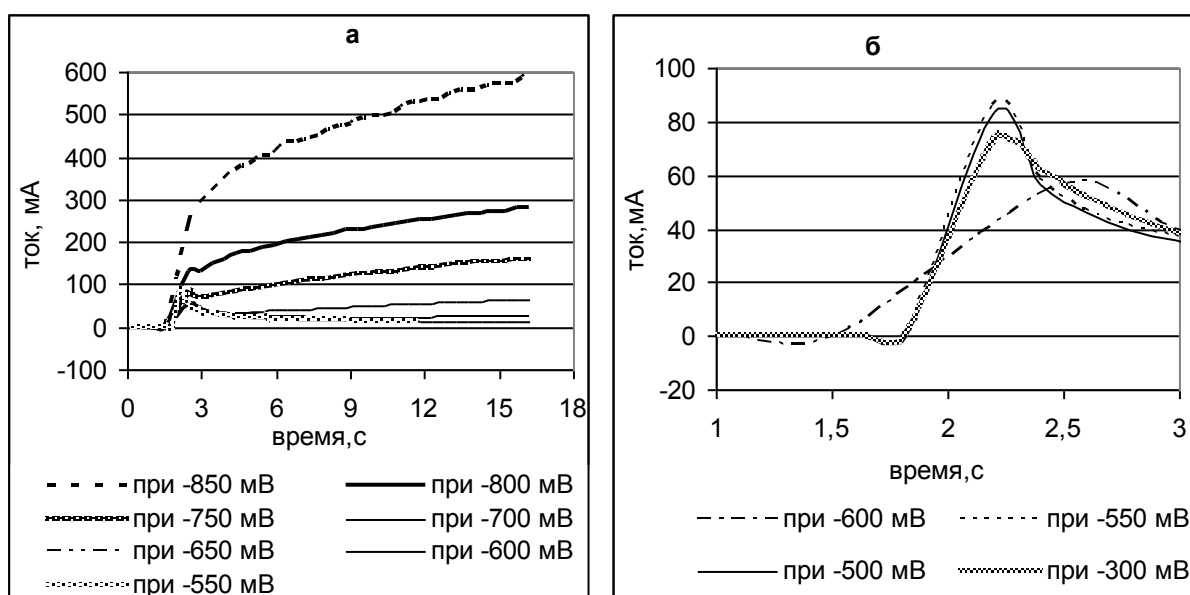 а
600
500
400
300
200
100
0
-100
ток, мА
0 3 6 9 12 15 18
время,с
при -850 мВ при -800 мВ
при -750 мВ при -700 мВ
при -650 мВ при -600 мВ
при -550 мВ
б
100
80
60
40
20
0
-20
ток,мА
1 1,5 2 2,5 3
время,с
при -600 мВ при -550 мВ
при -500 мВ при -300 мВ